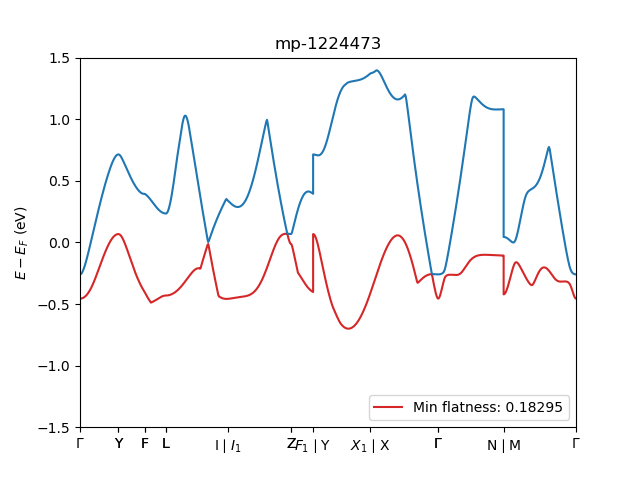 mp-1224473
E − E_F (eV)
1.5
1.0
0.5
0.0
−0.5
−1.0
−1.5
Min flatness: 0.18295
Γ Y F L I | I₁ Z F₁ | Y X₁ | X Γ N | M Γ